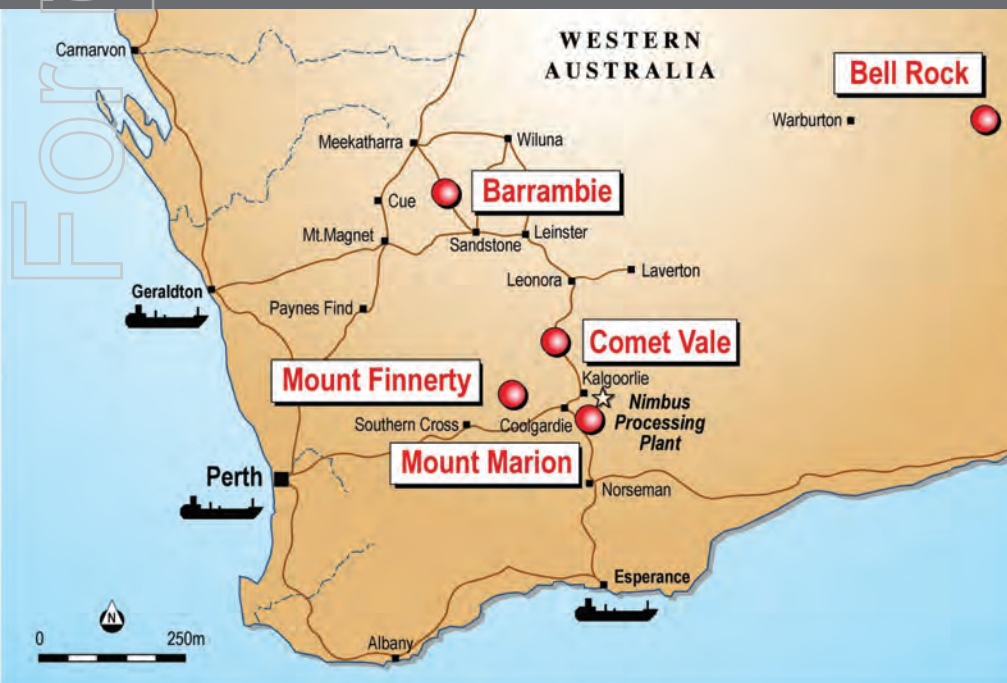 For
Carnarvon
WESTERN
AUSTRALIA
Bell Rock
Warburton
Meekatharra
Wiluna
Barrambie
Cue
Mt.Magnet
Sandstone
Leinster
Leonora
Laverton
Geraldton
Paynes Find
Comet Vale
Mount Finnerty
Kalgoorlie
Nimbus
Processing
Plant
Southern Cross
Coolgardie
Mount Marion
Perth
Norseman
Esperance
N
0
250m
Albany